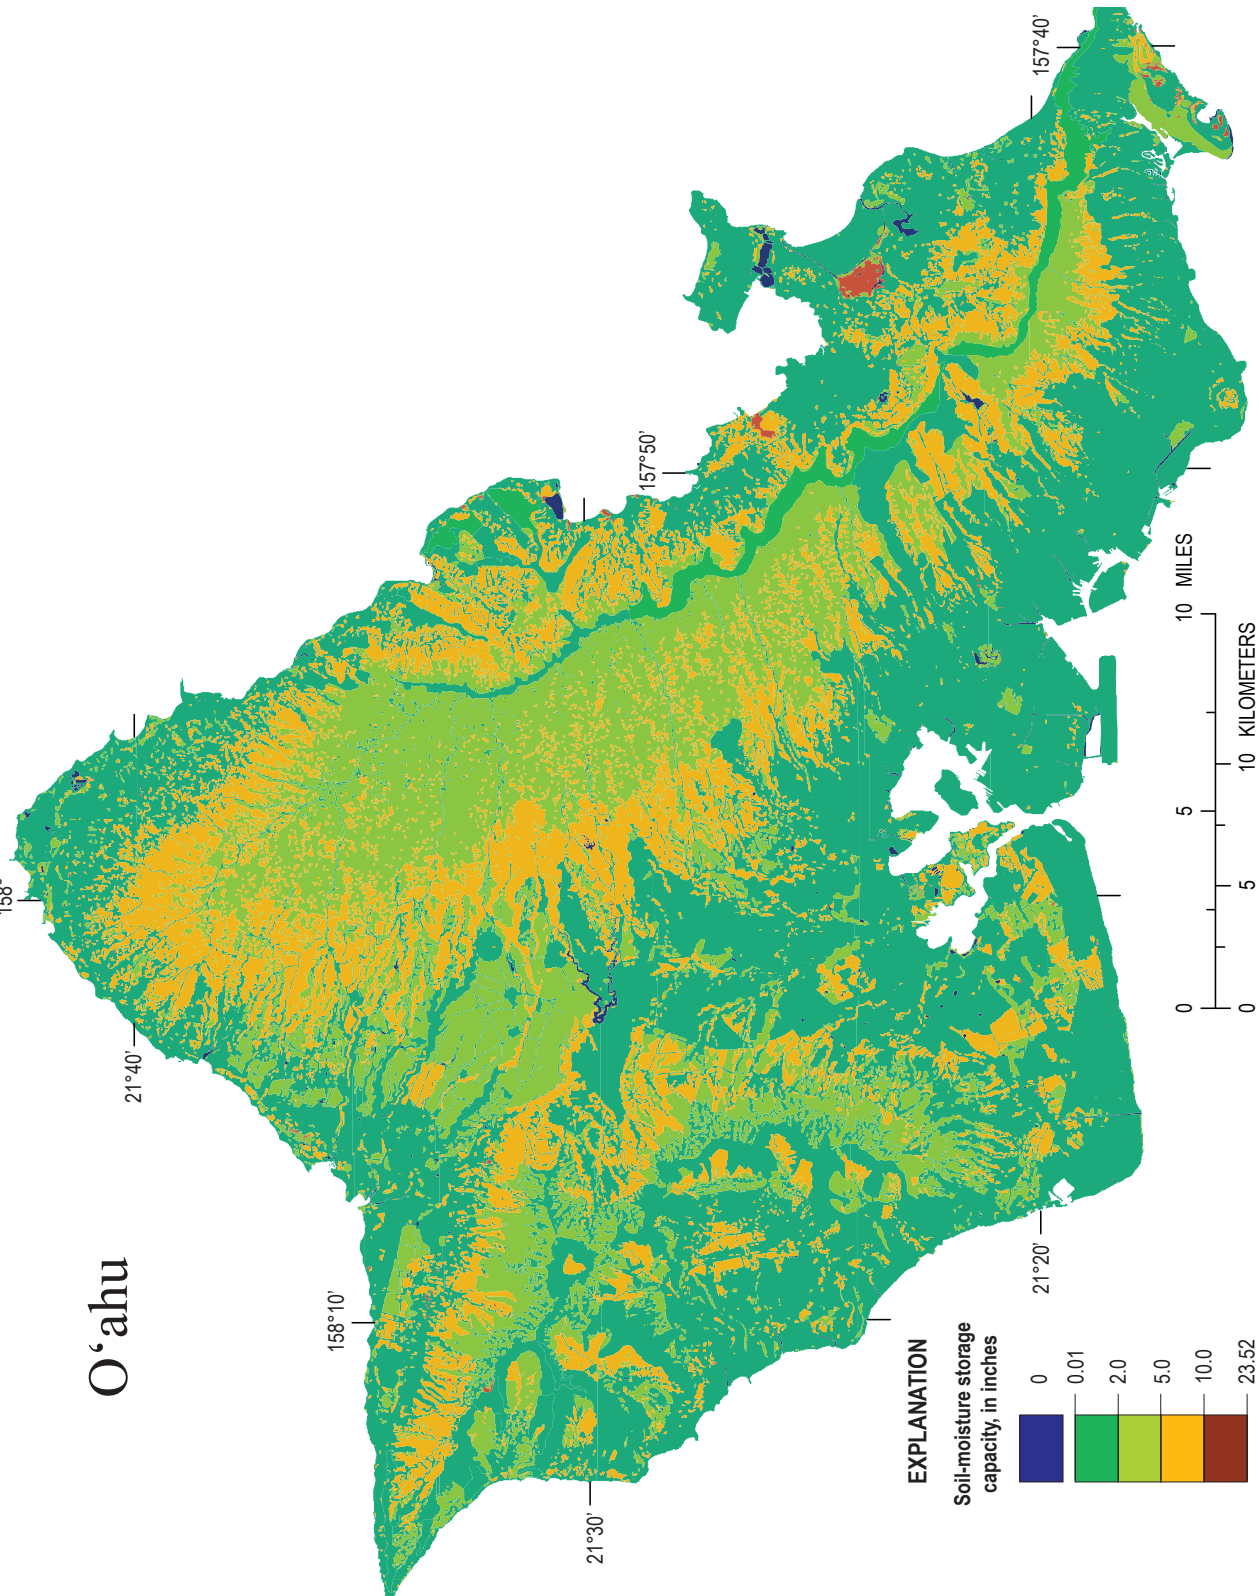 O‘ahu
158°
157°40'
157°50'
21°40'
158°10'
21°30'
21°20'
EXPLANATION
Soil-moisture storage
capacity, in inches
0
0.01
2.0
5.0
10.0
23.52
0 5 10 MILES
0 5 10 KILOMETERS